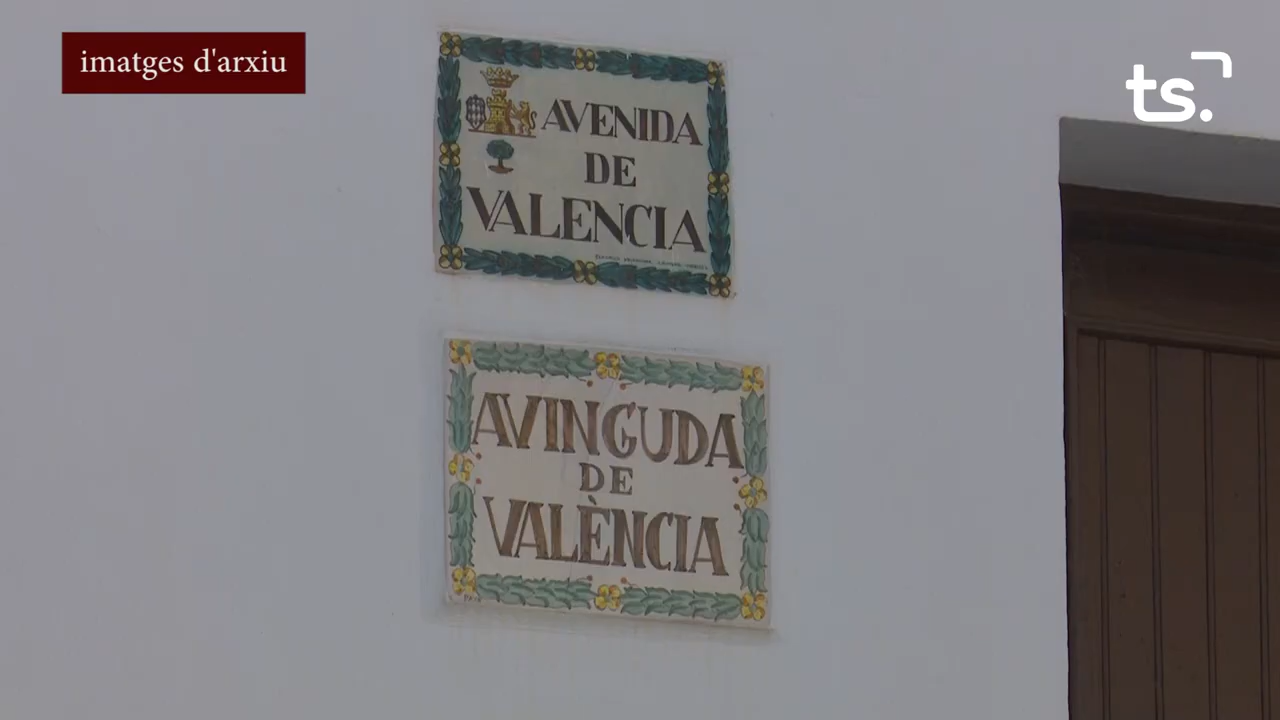 imatges d'arxiu
ts.
AVENIDA
DE
VALENCIA
AVINGUDA
DE
VALÈNCIA